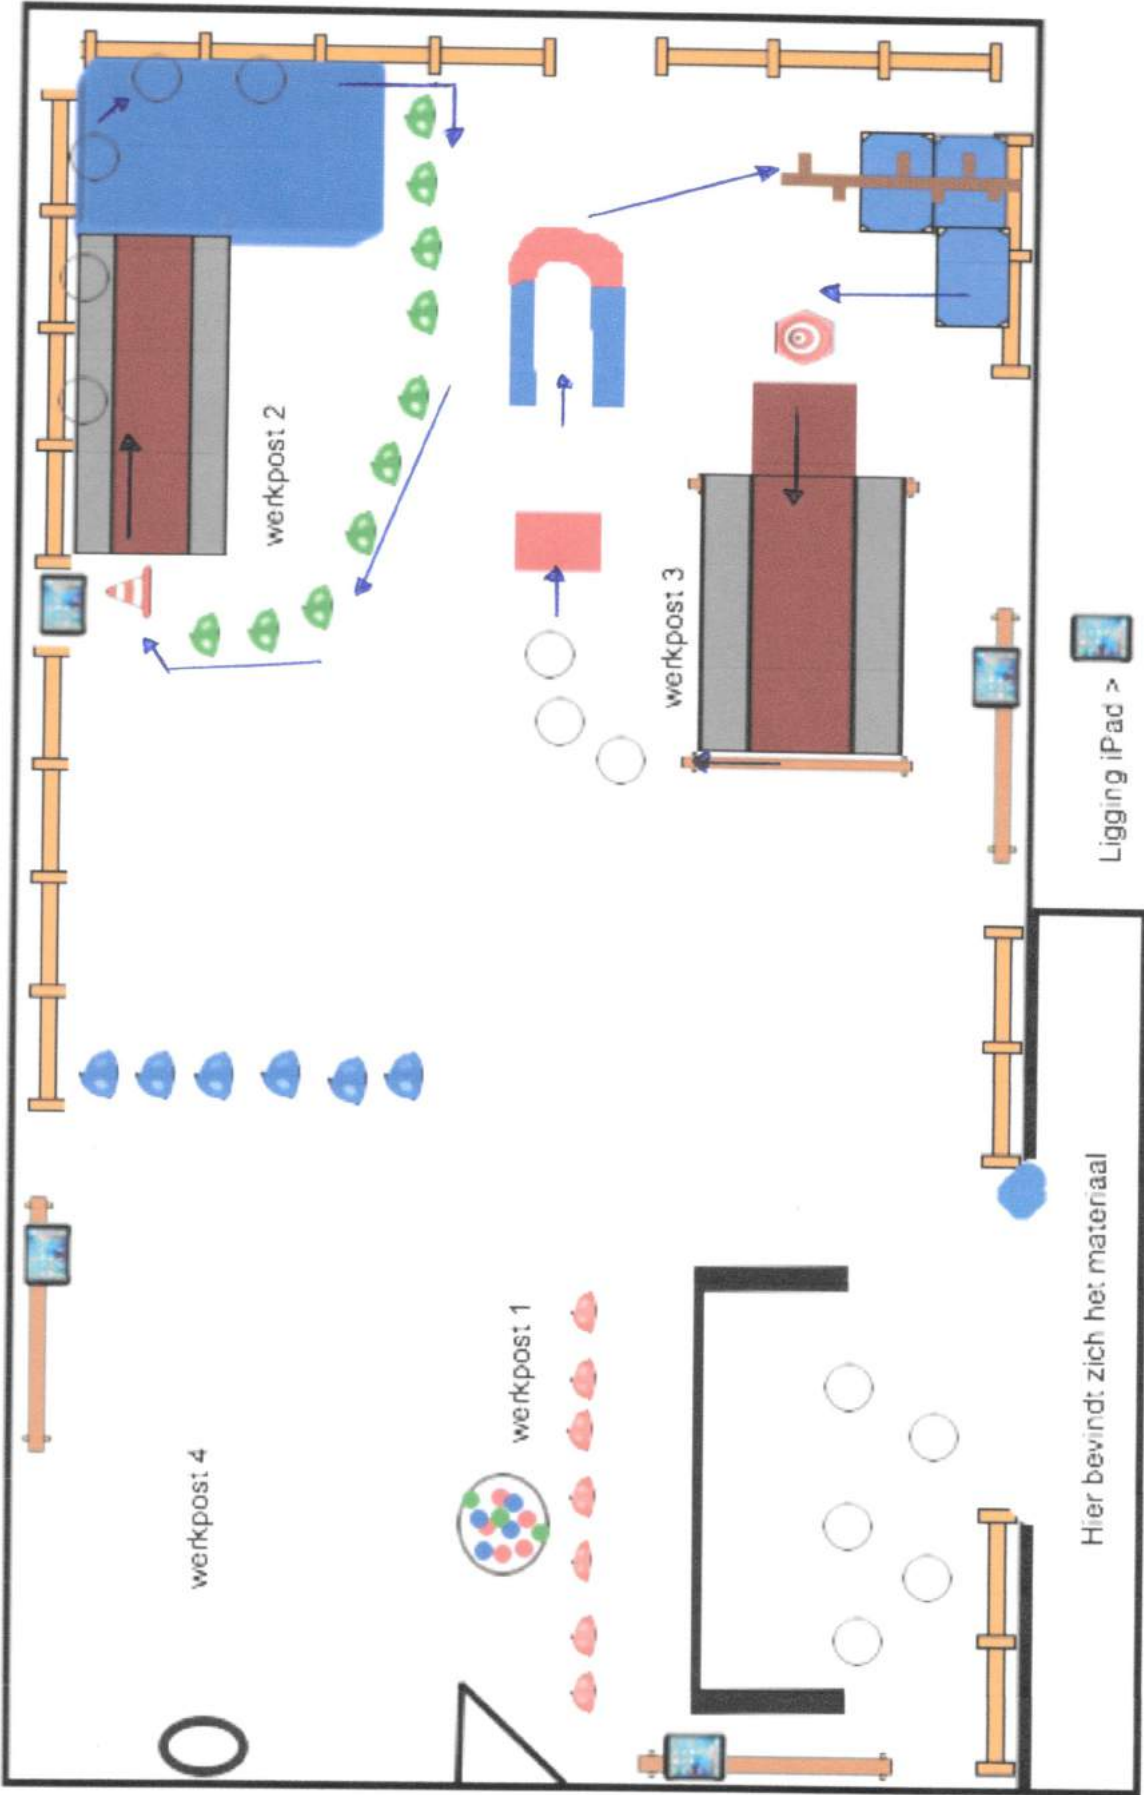 werkpost 4
werkpost 2
werkpost 1
werkpost 3
Hier bevindt zich het materiaal
Ligging iPad >